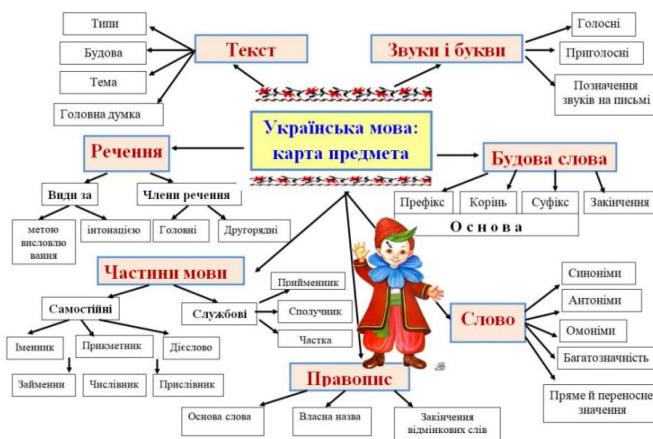 Українська мова:
карта предмета
Текст
Типи
Будова
Тема
Головна думка
Звуки і букви
Голосні
Приголосні
Позначення
звуків на письмі
Речення
Види за
метою
висловлю
вання
інтонацією
Члени речення
Головні
Другорядні
Будова слова
Префікс
Корінь
Суфікс
Закінчення
Основа
Частини мови
Самостійні
Іменник
Прикметник
Дієслово
Займенни
Числівник
Прислівник
Службові
Прийменник
Сполучник
Частка
Слово
Синоніми
Антоніми
Омоніми
Багатозначність
Пряме й переносне
значення
Правопис
Основа слова
Власна назва
Закінчення
відмінкових слів